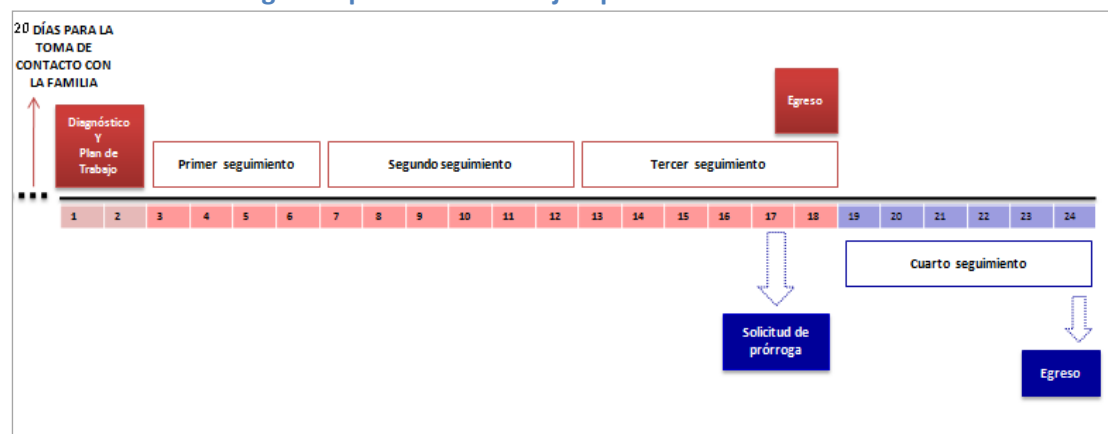 20 DÍAS PARA LA
TOMA DE
CONTACTO CON
LA FAMILIA
Diagnóstico
Y
Plan de
Trabajo
Primer seguimiento
Segundo seguimiento
Tercer seguimiento
Egreso
1 2 3 4 5 6 7 8 9 10 11 12 13 14 15 16 17 18 19 20 21 22 23 24
Cuarto seguimiento
Solicitud de
prórroga
Egreso